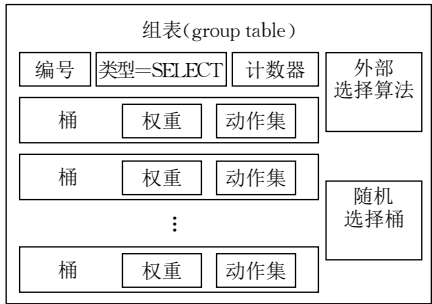 组表(group table)
编号 类型=SELECT 计数器
外部
选择算法
桶 权重 动作集
桶 权重 动作集
随机
选择桶
⋮
桶 权重 动作集